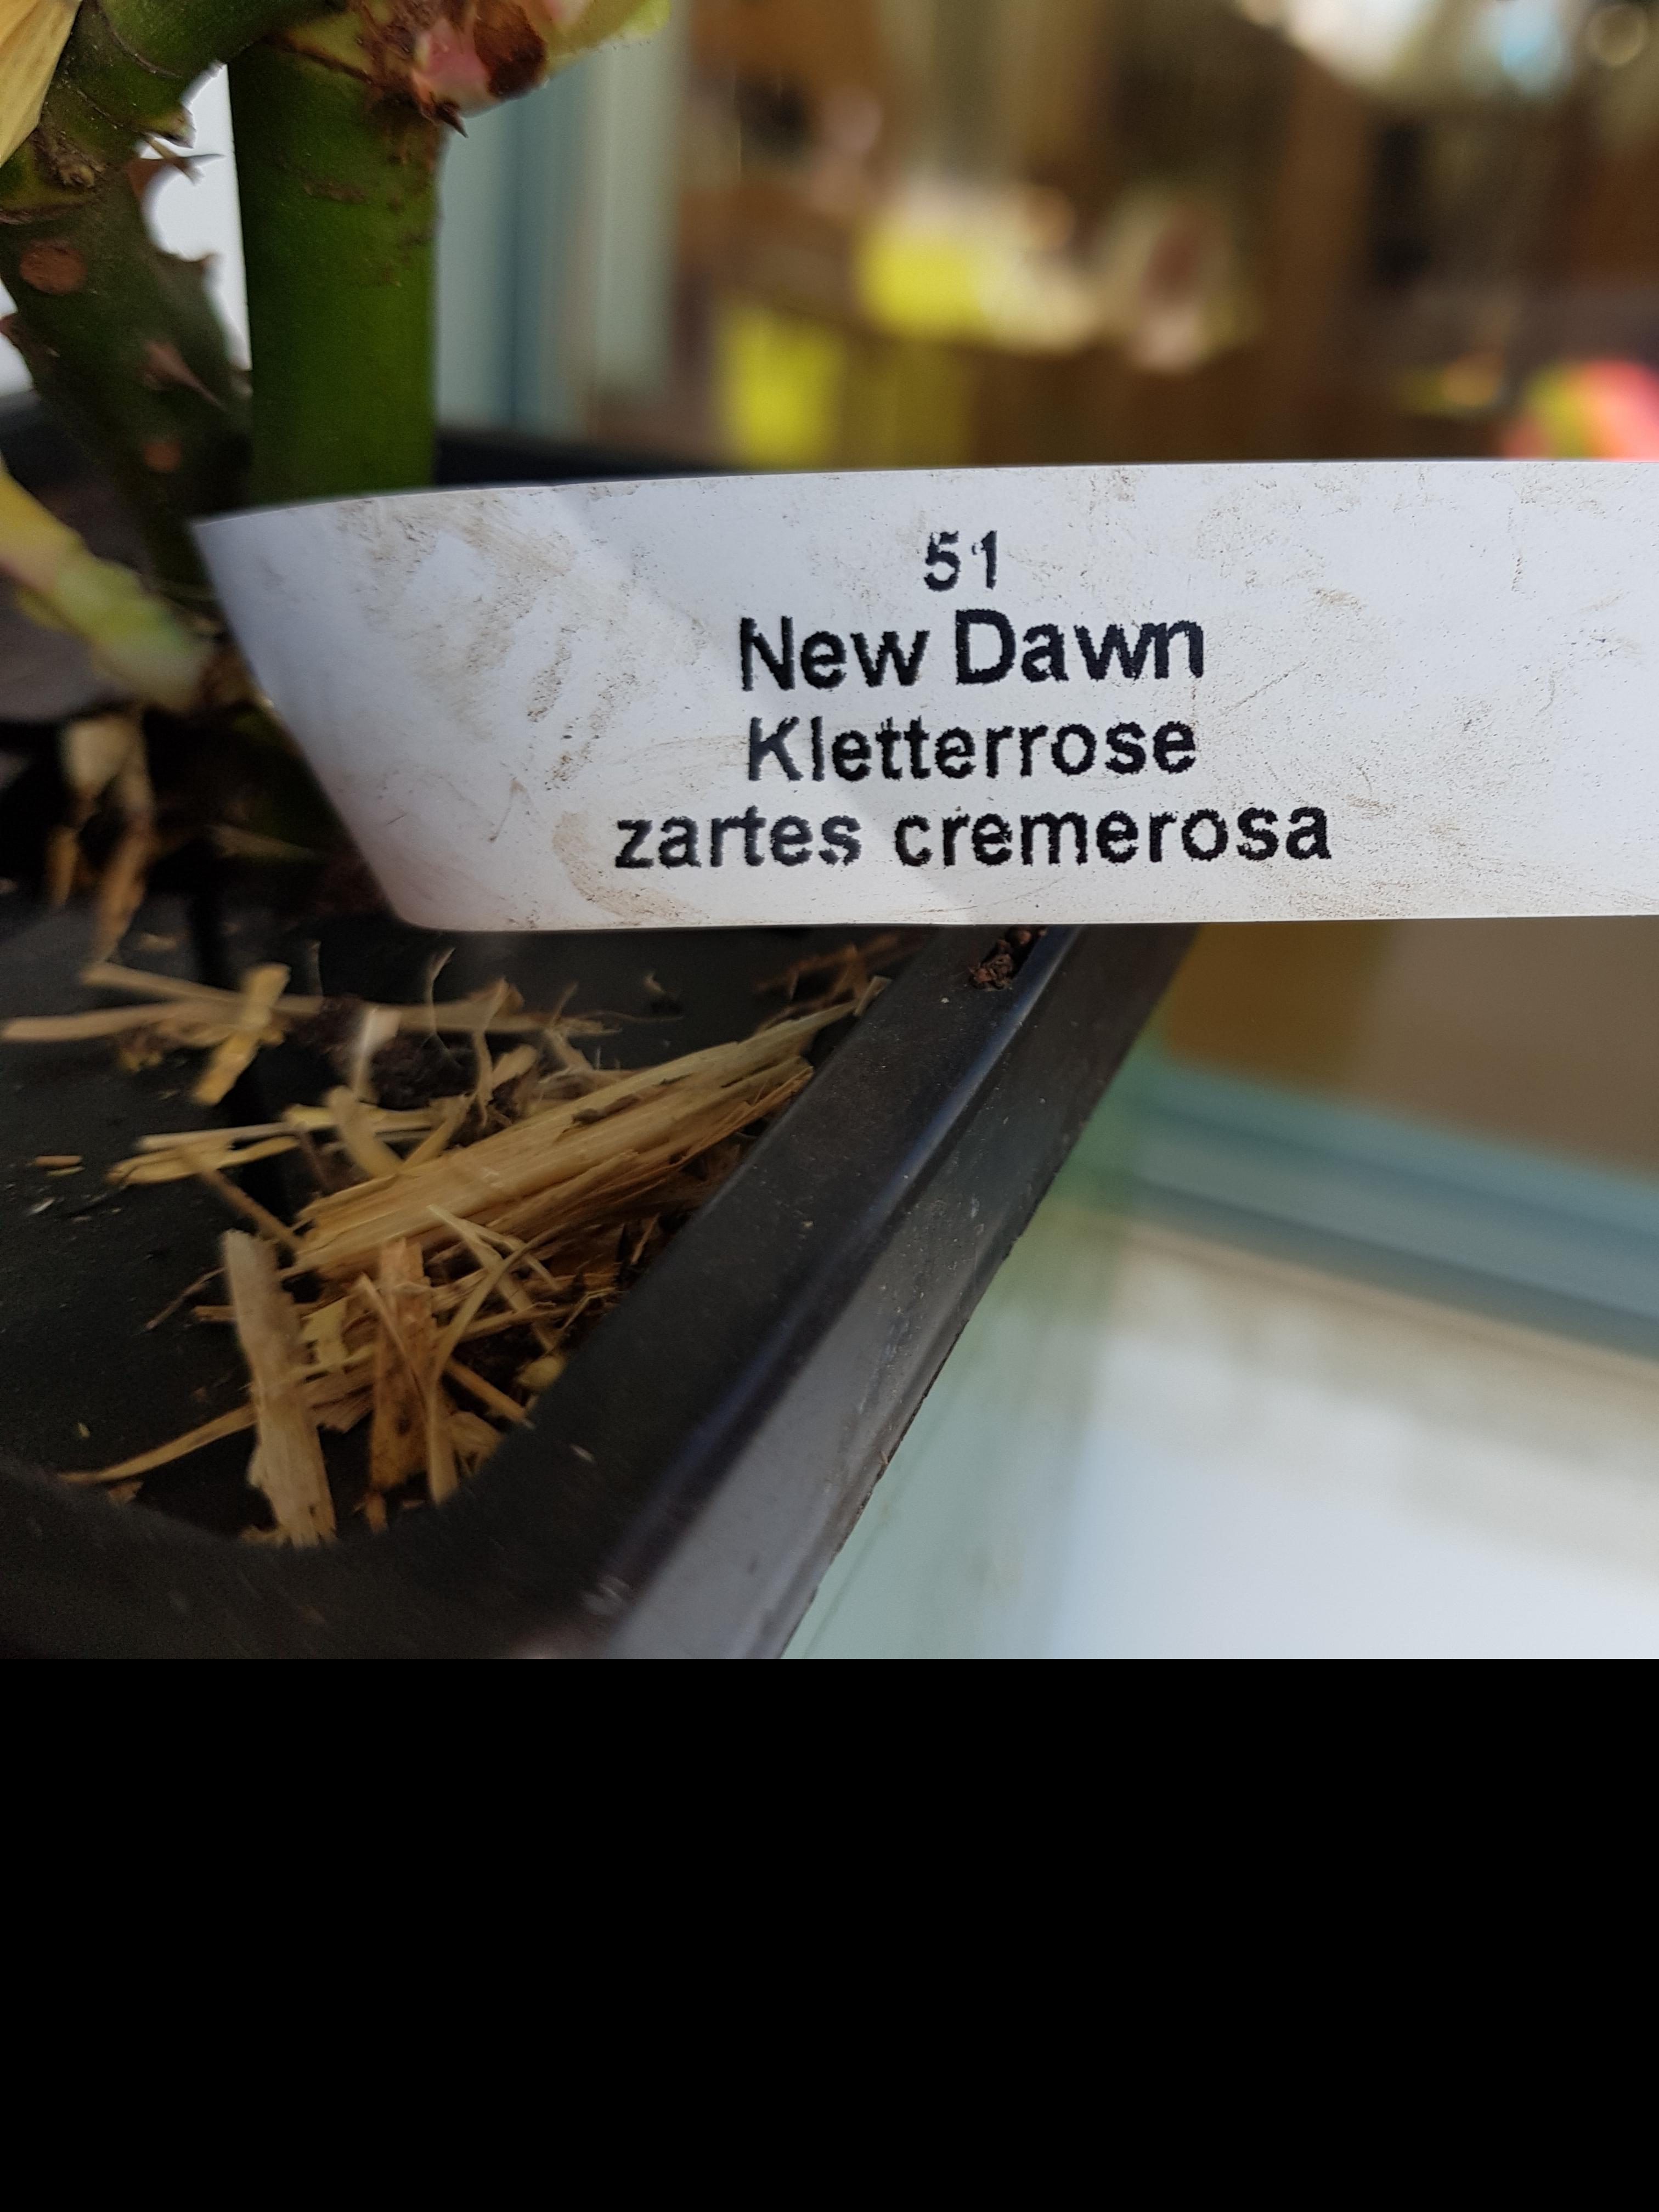 51
New Dawn
Kletterrose
zartes cremerosa